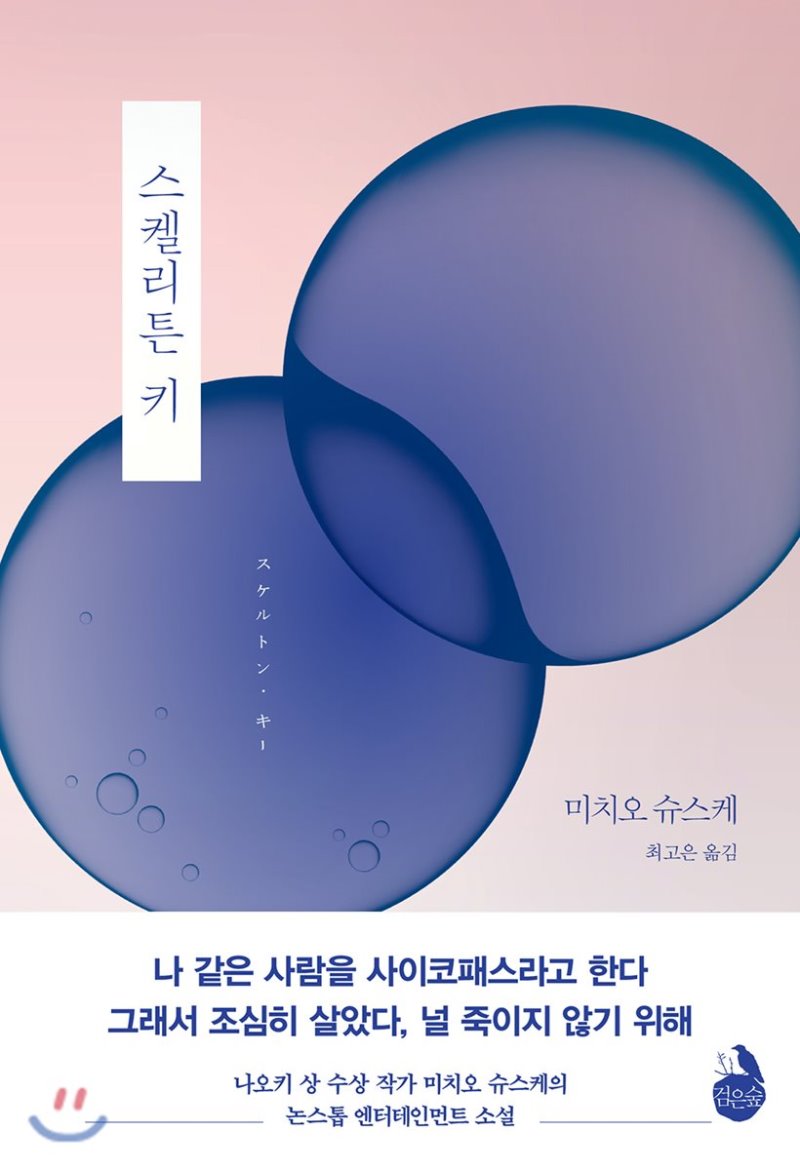 스켈리튼 키
スケルトン・キー
미치오 슈스케
최고은 옮김
나 같은 사람을 사이코패스라고 한다
그래서 조심히 살았다, 널 죽이지 않기 위해
나오키 상 수상 작가 미치오 슈스케의
논스톱 엔터테인먼트 소설
검은숲